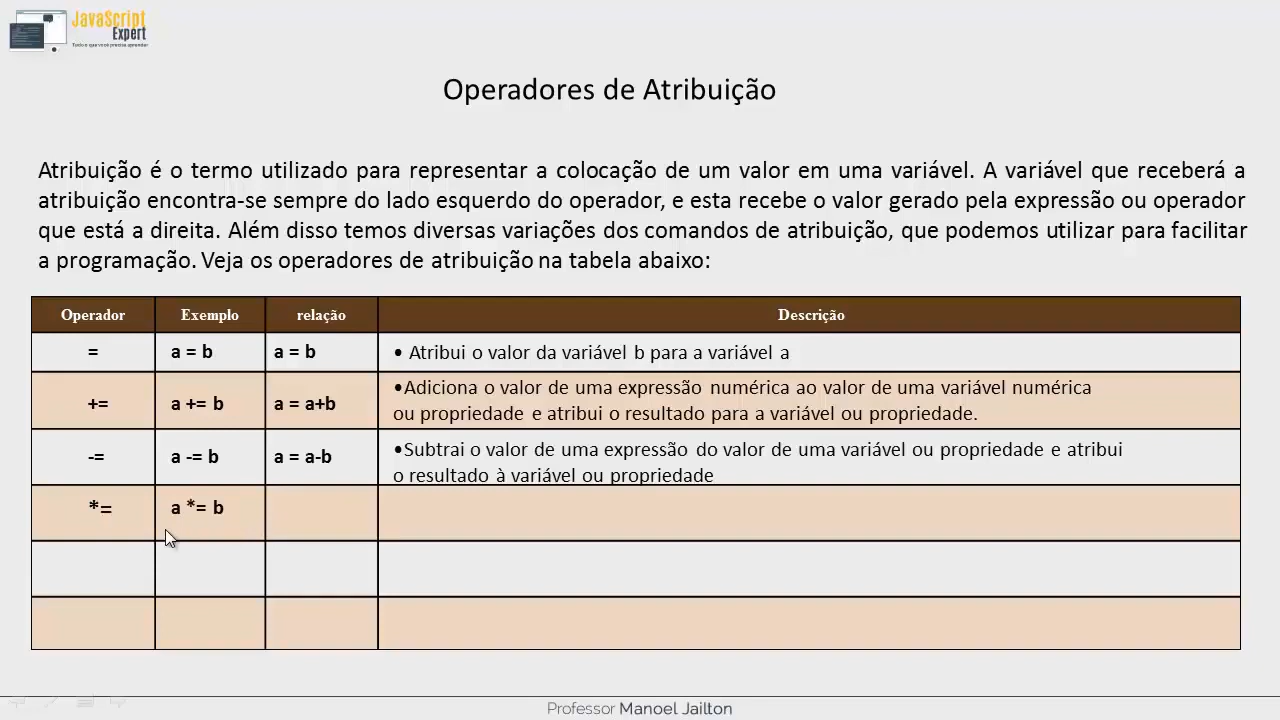 JavaScript
Expert
Tudo o que você precisa aprender
Operadores de Atribuição
Atribuição é o termo utilizado para representar a colocação de um valor em uma variável. A variável que receberá a
atribuição encontra-se sempre do lado esquerdo do operador, e esta recebe o valor gerado pela expressão ou operador
que está a direita. Além disso temos diversas variações dos comandos de atribuição, que podemos utilizar para facilitar
a programação. Veja os operadores de atribuição na tabela abaixo:
Operador Exemplo relação Descrição
= a = b a = b • Atribui o valor da variável b para a variável a
+= a += b a = a+b •Adiciona o valor de uma expressão numérica ao valor de uma variável numérica
ou propriedade e atribui o resultado para a variável ou propriedade.
-= a -= b a = a-b •Subtrai o valor de uma expressão do valor de uma variável ou propriedade e atribui
o resultado à variável ou propriedade
*= a *= b
Professor Manoel Jailton